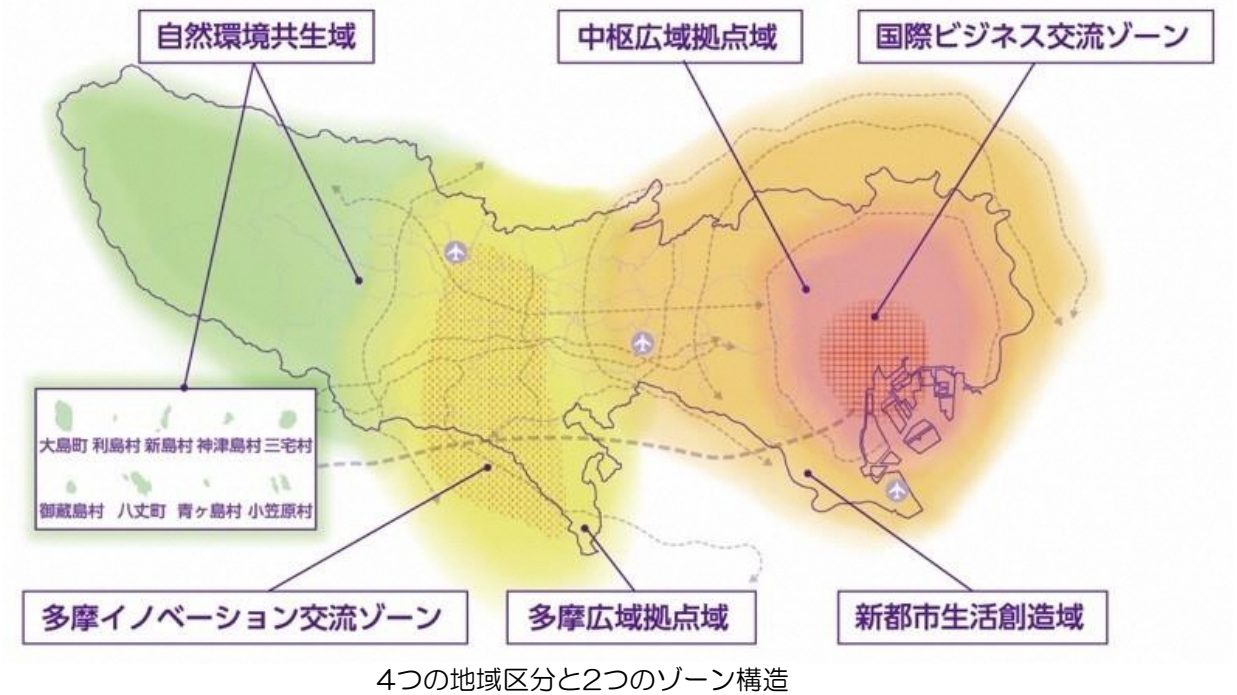 自然環境共生域
中枢広域拠点域
国際ビジネス交流ゾーン
大島町 利島村 新島村 神津島村 三宅村
御蔵島村 八丈町 青ヶ島村 小笠原村
多摩イノベーション交流ゾーン
多摩広域拠点域
新都市生活創造域
4つの地域区分と2つのゾーン構造